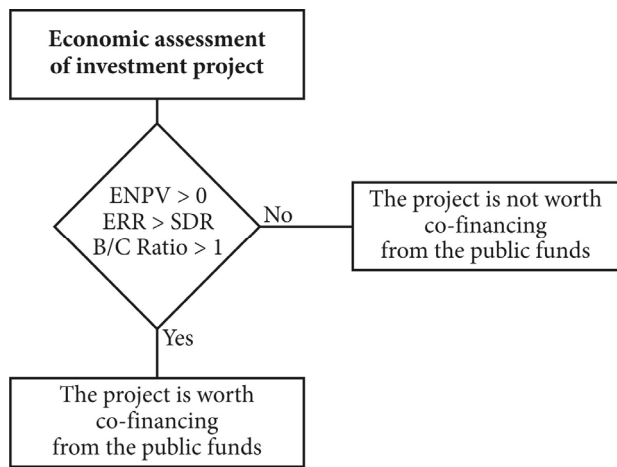 Economic assessment
of investment project
ENPV > 0
ERR > SDR
B/C Ratio > 1
No
The project is not worth
co-financing
from the public funds
Yes
The project is worth
co-financing
from the public funds